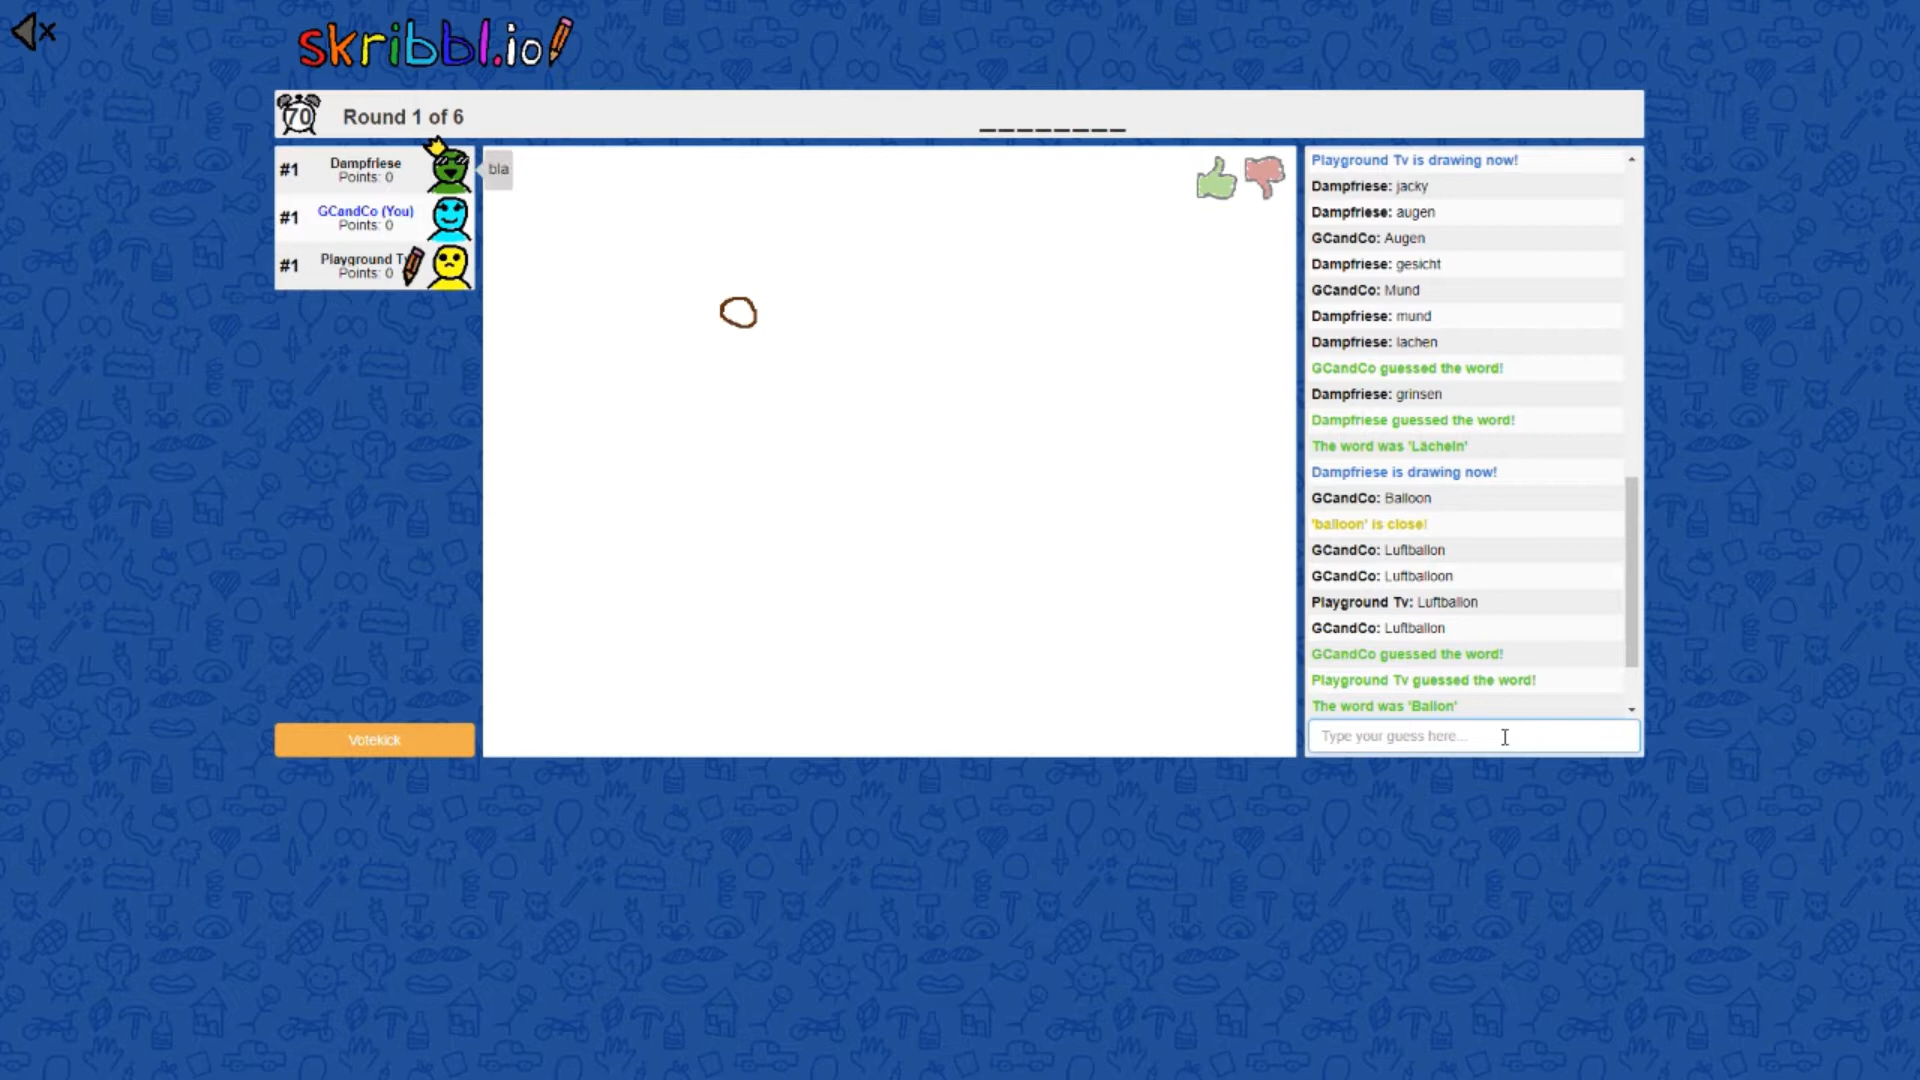 skribbl.io
70
Round 1 of 6
________
#1
Dampfriese
Points: 0
bla
#1
GCandCo (You)
Points: 0
#1
Playground Tv
Points: 0
Votekick
Playground Tv is drawing now!
Dampfriese: jacky
Dampfriese: augen
GCandCo: Augen
Dampfriese: gesicht
GCandCo: Mund
Dampfriese: mund
Dampfriese: lachen
GCandCo guessed the word!
Dampfriese: grinsen
Dampfriese guessed the word!
The word was 'Lächeln'
Dampfriese is drawing now!
GCandCo: Balloon
'balloon' is close!
GCandCo: Luftballon
GCandCo: Luftballoon
Playground Tv: Luftballon
GCandCo: Luftballon
GCandCo guessed the word!
Playground Tv guessed the word!
The word was 'Ballon'
Type your guess here...